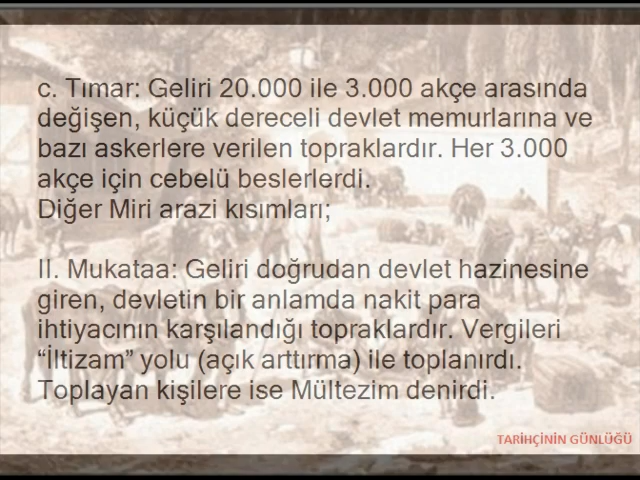 c. Tımar: Geliri 20.000 ile 3.000 akçe arasında
değişen, küçük dereceli devlet memurlarına ve
bazı askerlere verilen topraklardır. Her 3.000
akçe için cebelü beslerlerdi.
Diğer Miri arazi kısımları;
II. Mukataa: Geliri doğrudan devlet hazinesine
giren, devletin bir anlamda nakit para
ihtiyacının karşılandığı topraklardır. Vergileri
“İltizam” yolu (açık arttırma) ile toplanırdı.
Toplayan kişilere ise Mültezim denirdi.
TARİHÇİNİN GÜNLÜĞÜ